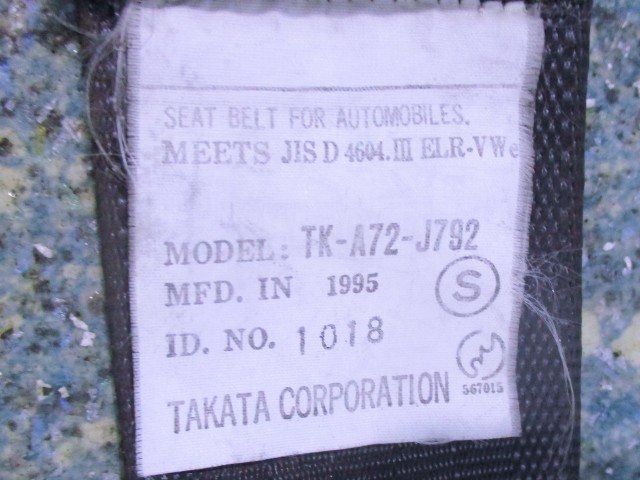 SEAT BELT FOR AUTOMOBILES.
MEETS JIS D 4604. III ELR-VWe
MODEL: TK-A72-J792
MFD. IN 1995
S
ID. NO. 1018
TAKATA CORPORATION
567015